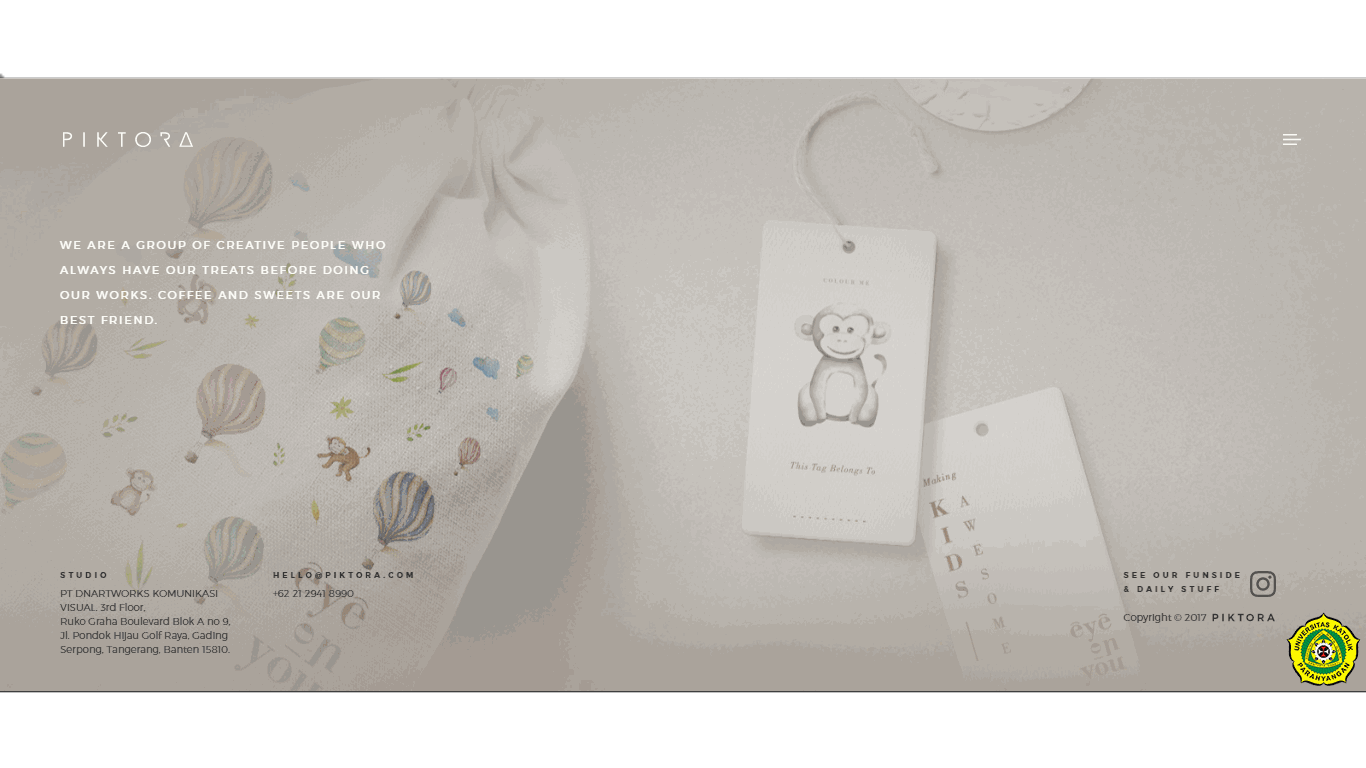 PIKTORA
WE ARE A GROUP OF CREATIVE PEOPLE WHO
ALWAYS HAVE OUR TREATS BEFORE DOING
OUR WORKS. COFFEE AND SWEETS ARE OUR
BEST FRIEND.
COLOUR ME
This Tag Belongs To
Making
KIDS
AWESOME
eye
on
you
STUDIO
PT DNARTWORKS KOMUNIKASI
VISUAL. 3rd Floor,
Ruko Graha Boulevard Blok A no 9,
Jl. Pondok Hijau Golf Raya, Gading
Serpong, Tangerang, Banten 15810.
HELLO@PIKTORA.COM
+62 21 2941 8990
SEE OUR FUNSIDE
& DAILY STUFF
Copyright © 2017 PIKTORA
êyê
on
you
UNIVERSITAS KATOLIK
PARAHYANGAN